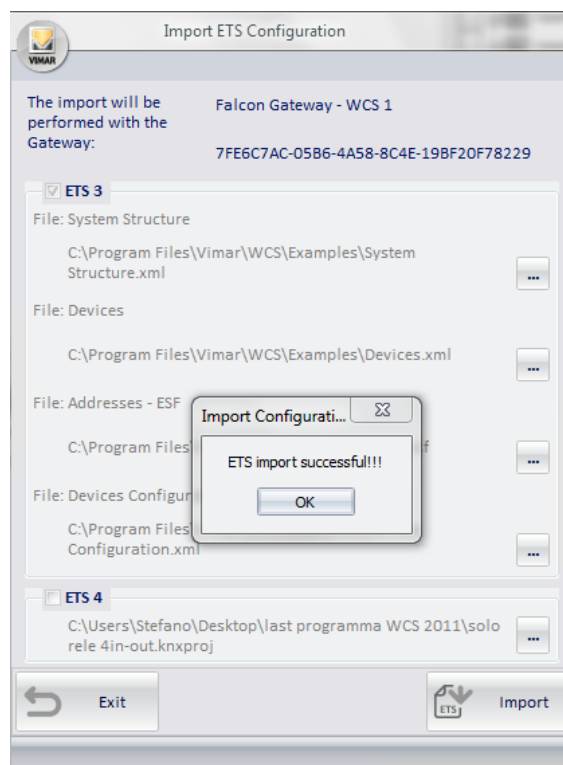 Import ETS Configuration
VIMAR
The import will be
performed with the
Gateway:
Falcon Gateway - WCS 1
7FE6C7AC-05B6-4A58-8C4E-19BF20F78229
ETS 3
File: System Structure
C:\Program Files\Vimar\WCS\Examples\System
Structure.xml
...
File: Devices
C:\Program Files\Vimar\WCS\Examples\Devices.xml
...
File: Addresses - ESF
C:\Program Files
...
File: Devices Configur
C:\Program Files
Configuration.xml
...
Import Configurati...
ETS import successful!!!
OK
ETS 4
C:\Users\Stefano\Desktop\last programma WCS 2011\solo
rele 4in-out.knxproj
...
Exit
ETS
Import